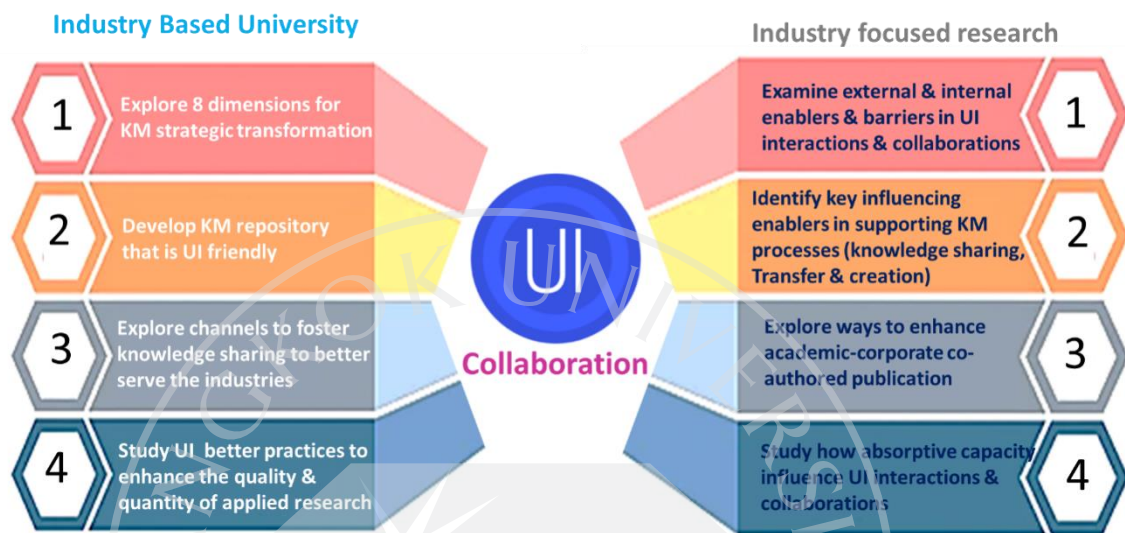 Industry Based University
1
Explore 8 dimensions for
KM strategic transformation
2
Develop KM repository
that is UI friendly
3
Explore channels to foster
knowledge sharing to better
serve the industries
4
Study UI better practices to
enhance the quality &
quantity of applied research
UI
Collaboration
Industry focused research
Examine external & internal
enablers & barriers in UI
interactions & collaborations
1
Identify key influencing
enablers in supporting KM
processes (knowledge sharing,
Transfer & creation)
2
Explore ways to enhance
academic-corporate co-
authored publication
3
Study how absorptive capacity
influence UI interactions &
collaborations
4
NGKOK UNIVERSI